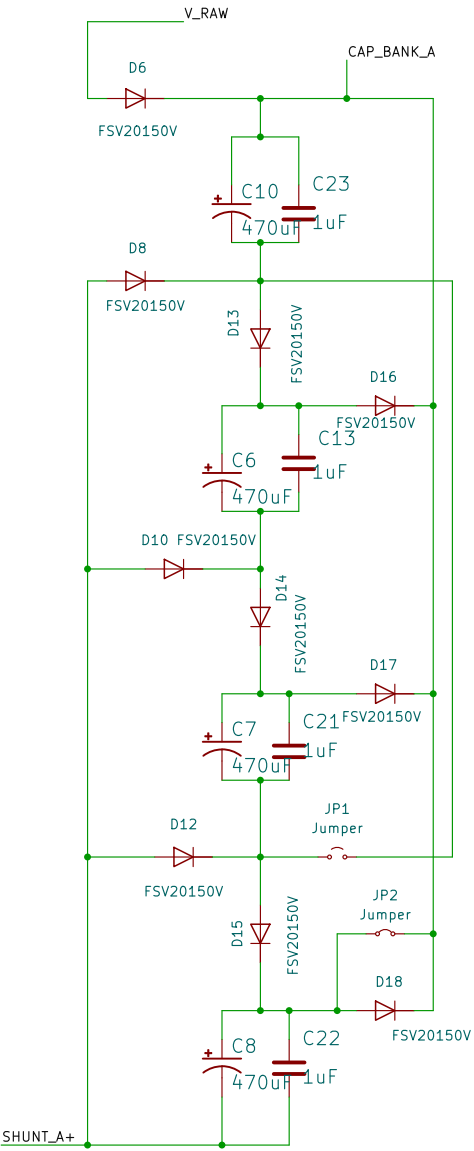 V_RAW
CAP_BANK_A
D6
FSV20150V
C10
C23
470uF
1uF
D8
FSV20150V
D13
FSV20150V
D16
FSV20150V
C13
C6
1uF
470uF
D10 FSV20150V
D14
FSV20150V
D17
FSV20150V
C7
C21
470uF
1uF
JP1
Jumper
D12
FSV20150V
JP2
Jumper
D15
FSV20150V
D18
FSV20150V
C8
C22
470uF
1uF
SHUNT_A+